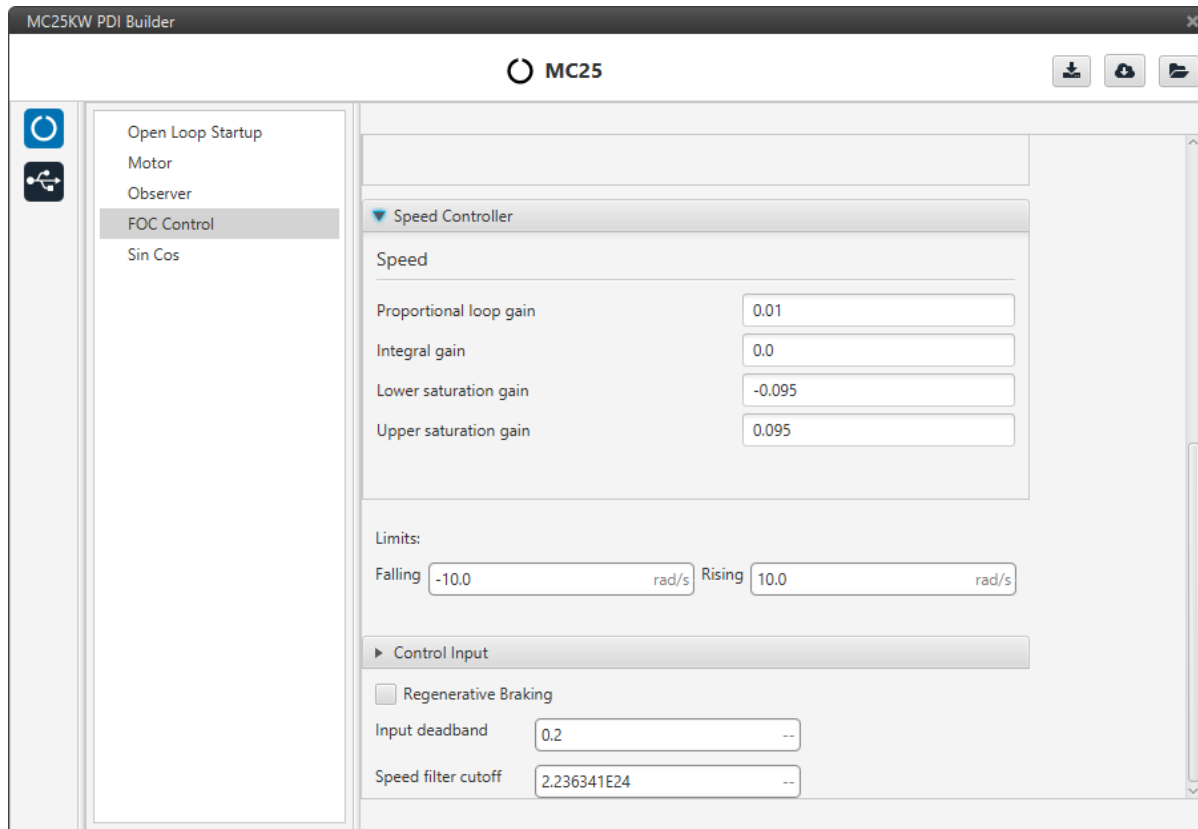 MC25KW PDI Builder
MC25
Open Loop Startup
Motor
Observer
FOC Control
Sin Cos
Speed Controller
Speed
Proportional loop gain 0.01
Integral gain 0.0
Lower saturation gain -0.095
Upper saturation gain 0.095
Limits:
Falling -10.0 rad/s Rising 10.0 rad/s
Control Input
Regenerative Braking
Input deadband 0.2 --
Speed filter cutoff 2.236341E24 --